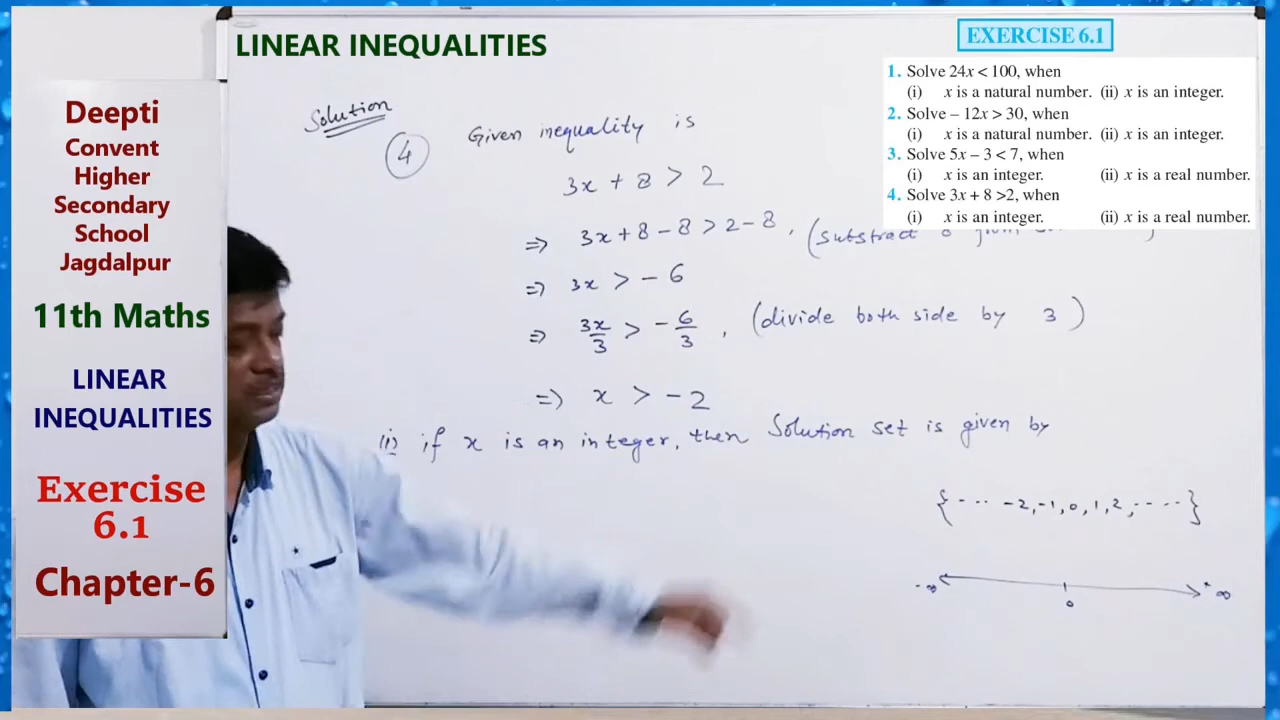 LINEAR INEQUALITIES
EXERCISE 6.1
1. Solve 24x < 100, when
(i) x is a natural number. (ii) x is an integer.
2. Solve – 12x > 30, when
(i) x is a natural number. (ii) x is an integer.
3. Solve 5x – 3 < 7, when
(i) x is an integer. (ii) x is a real number.
4. Solve 3x + 8 >2, when
(i) x is an integer. (ii) x is a real number.
Deepti
Convent
Higher
Secondary
School
Jagdalpur
11th Maths
LINEAR
INEQUALITIES
Exercise
6.1
Chapter-6
Solution
4 Given inequality is
3x + 8 > 2
⇒ 3x + 8 – 8 > 2 – 8 , (substract
⇒ 3x > – 6
⇒ 3x/3 > – 6/3 , (divide both side by 3 )
⇒ x > – 2
(i) if x is an integer, then Solution set is given by
{ ---- -2, -1, 0, 1, 2, ----- }
-∞ 0 +∞